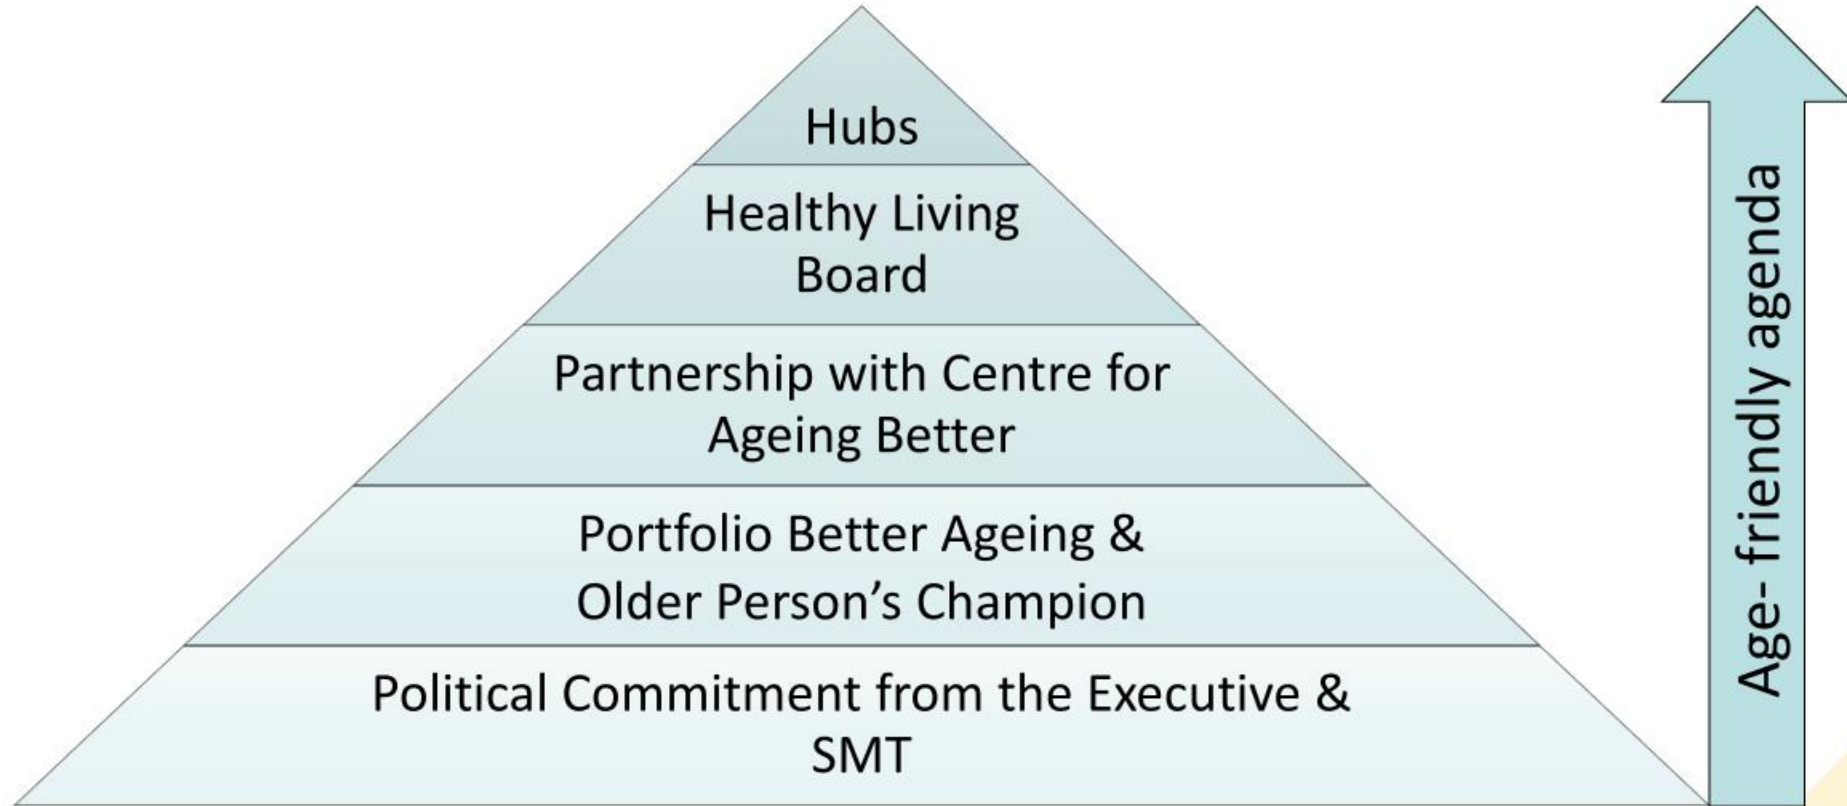 Hubs
Healthy Living
Board
Partnership with Centre for
Ageing Better
Portfolio Better Ageing &
Older Person’s Champion
Political Commitment from the Executive &
SMT
Age- friendly agenda